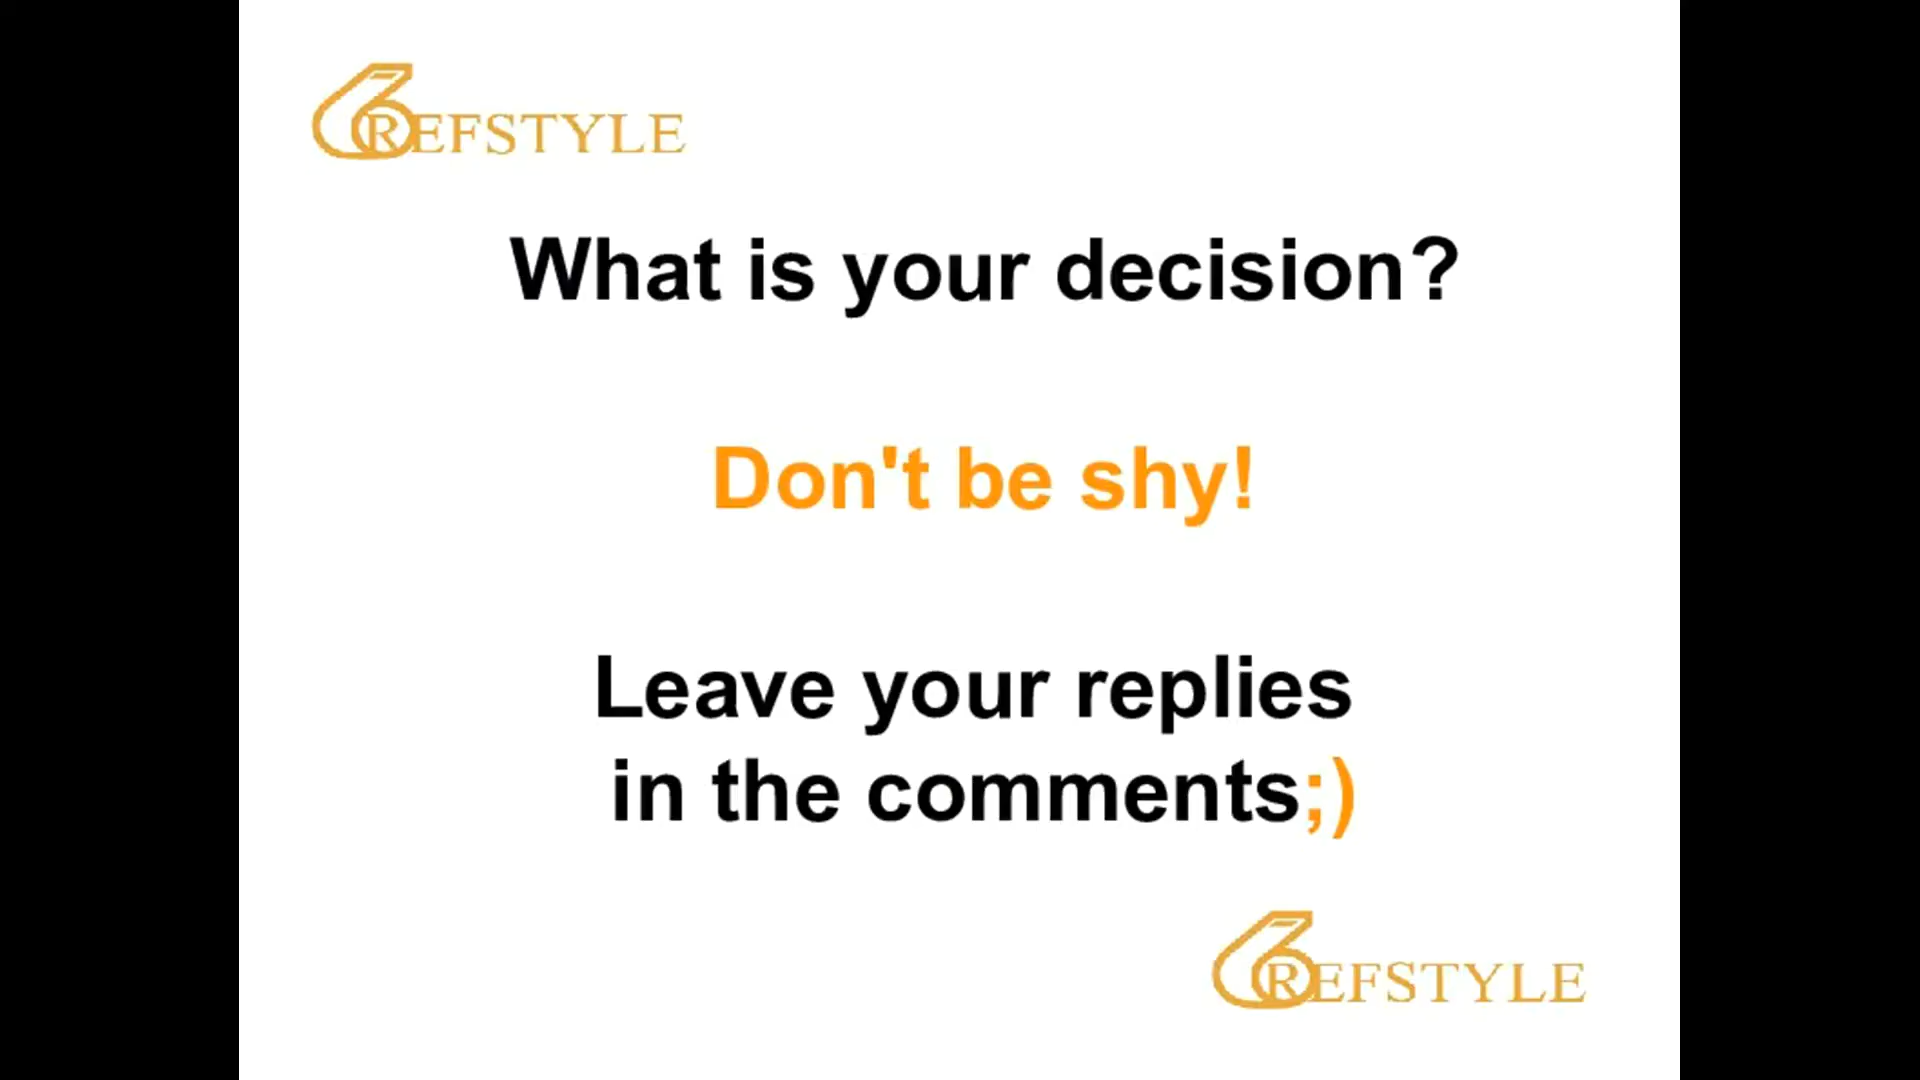 REFSTYLE
What is your decision?
Don't be shy!
Leave your replies
in the comments;)
REFSTYLE